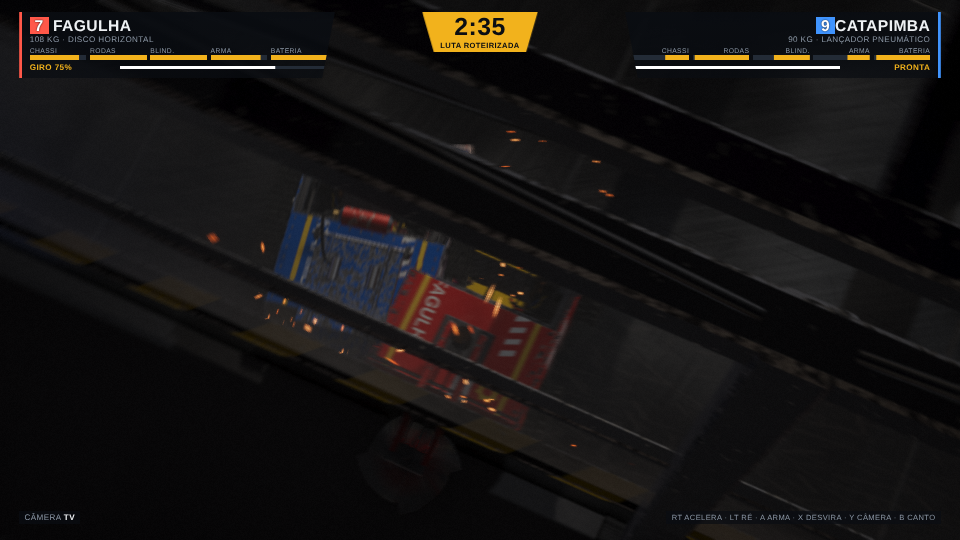 7 FAGULHA
108 KG · DISCO HORIZONTAL
CHASSI RODAS BLIND. ARMA BATERIA
GIRO 75%
2:35
LUTA ROTEIRIZADA
9 CATAPIMBA
90 KG · LANÇADOR PNEUMÁTICO
CHASSI RODAS BLIND. ARMA BATERIA
PRONTA
FAGULH
CÂMERA TV
RT ACELERA · LT RÉ · A ARMA · X DESVIRA · Y CÂMERA · B CANTO